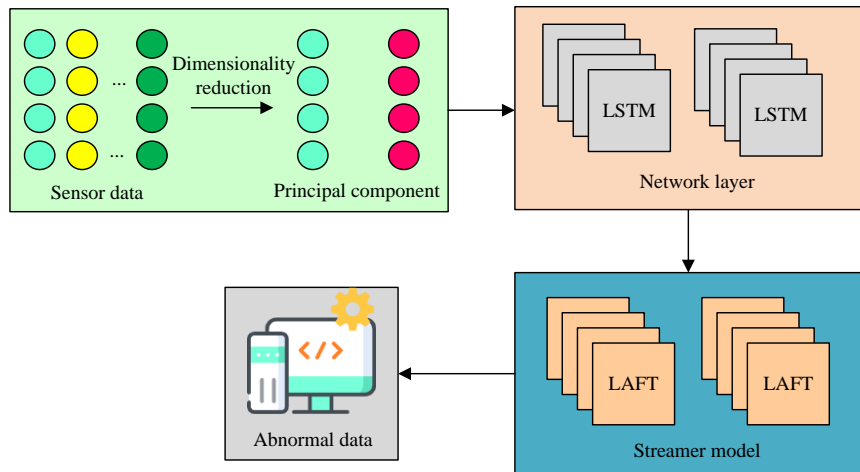 Dimensionality
reduction
...
...
Sensor data
Principal component
LSTM
LSTM
Network layer
</>
Abnormal data
LAFT
LAFT
Streamer model